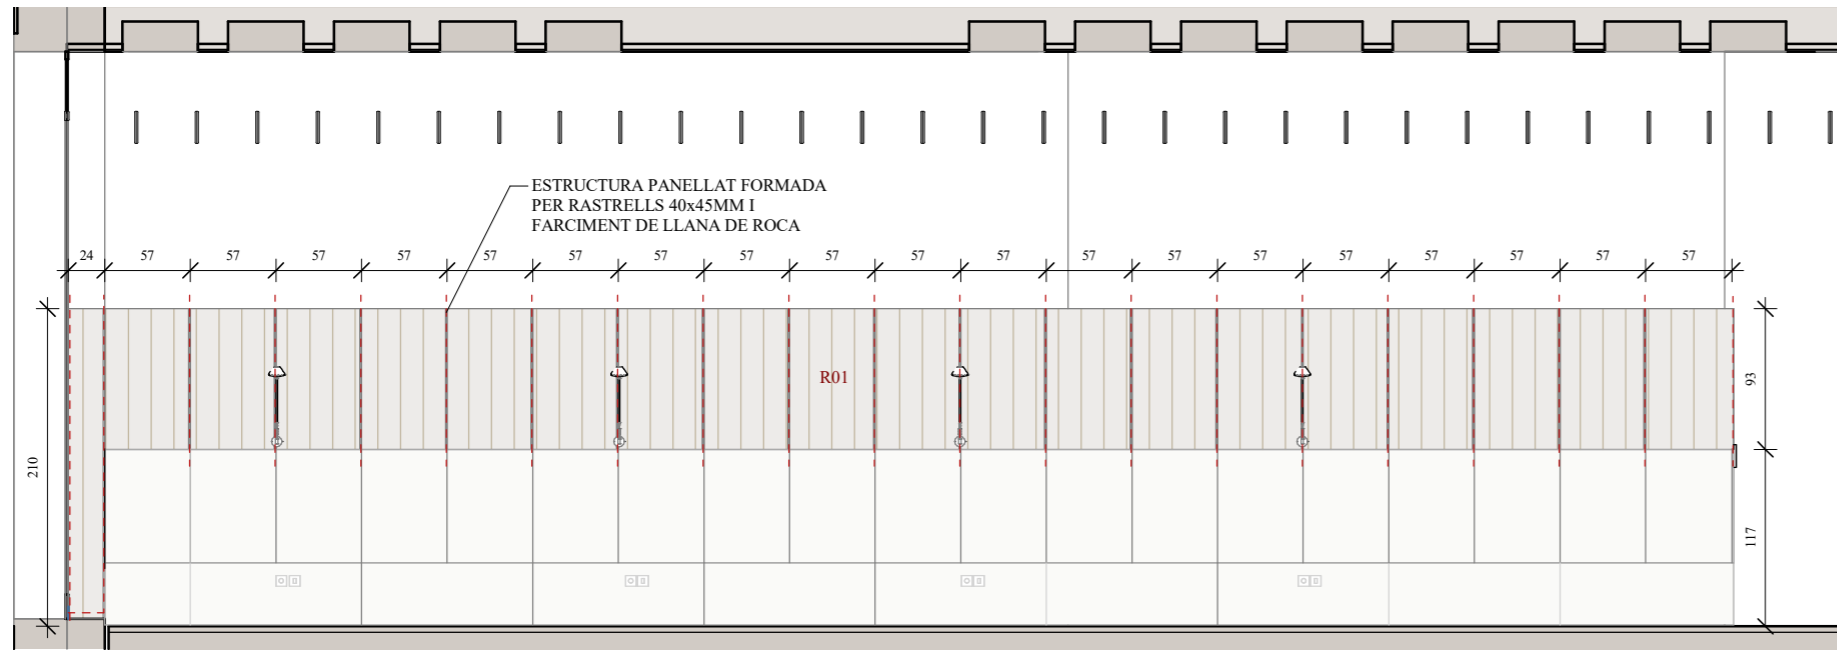 ESTRUCTURA PANELLAT FORMADA
PER RASTRELLS 40x45MM I
FARCIMENT DE LLANA DE ROCA
24 57 57 57 57 57 57 57 57 57 57 57 57 57 57 57 57 57 57 57
R01
93
210
117